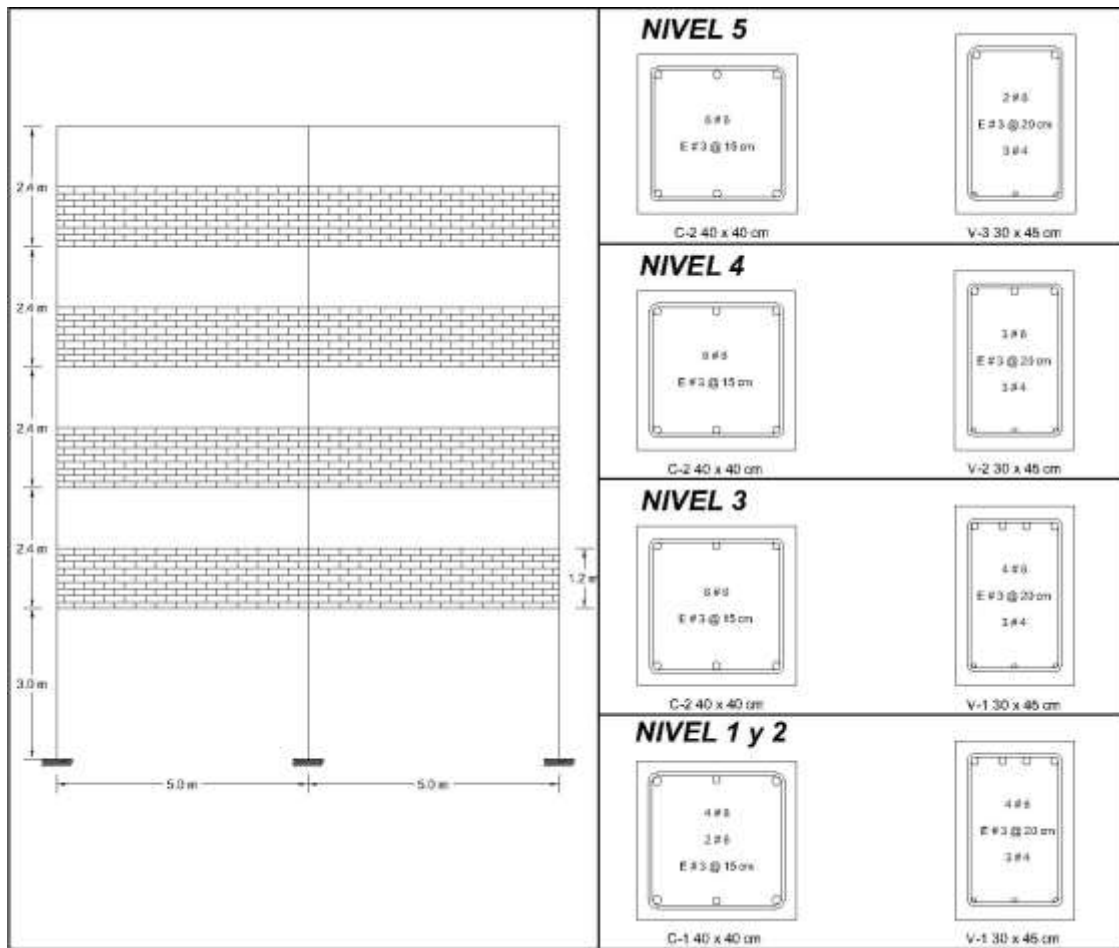 2.4 m
2.4 m
2.4 m
2.4 m
1.2 m
3.0 m
5.0 m
5.0 m
NIVEL 5
6 # 6
E # 3 @ 15 cm
C-2 40 x 40 cm
2 # 6
E # 3 @ 20 cm
3 # 4
V-3 30 x 45 cm
NIVEL 4
6 # 6
E # 3 @ 15 cm
C-2 40 x 40 cm
3 # 6
E # 3 @ 20 cm
3 # 4
V-2 30 x 45 cm
NIVEL 3
6 # 6
E # 3 @ 15 cm
C-2 40 x 40 cm
4 # 6
E # 3 @ 20 cm
3 # 4
V-1 30 x 45 cm
NIVEL 1 y 2
4 # 8
2 # 6
E # 3 @ 15 cm
C-1 40 x 40 cm
4 # 6
E # 3 @ 20 cm
3 # 4
V-1 30 x 45 cm